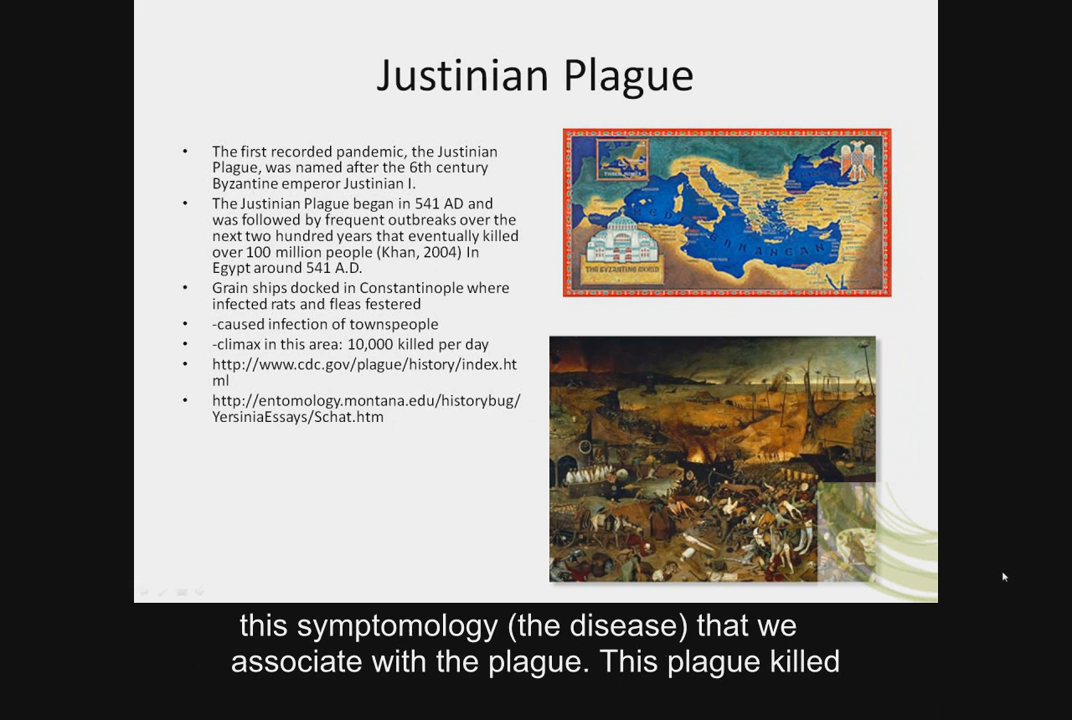 Justinian Plague
• The first recorded pandemic, the Justinian
Plague, was named after the 6th century
Byzantine emperor Justinian I.
• The Justinian Plague began in 541 AD and
was followed by frequent outbreaks over the
next two hundred years that eventually killed
over 100 million people (Khan, 2004) In
Egypt around 541 A.D.
• Grain ships docked in Constantinople where
infected rats and fleas festered
• -caused infection of townspeople
• -climax in this area: 10,000 killed per day
• http://www.cdc.gov/plague/history/index.ht
ml
• http://entomology.montana.edu/historybug/
YersiniaEssays/Schat.htm
THE BYZANTINE WORLD
this symptomology (the disease) that we
associate with the plague. This plague killed